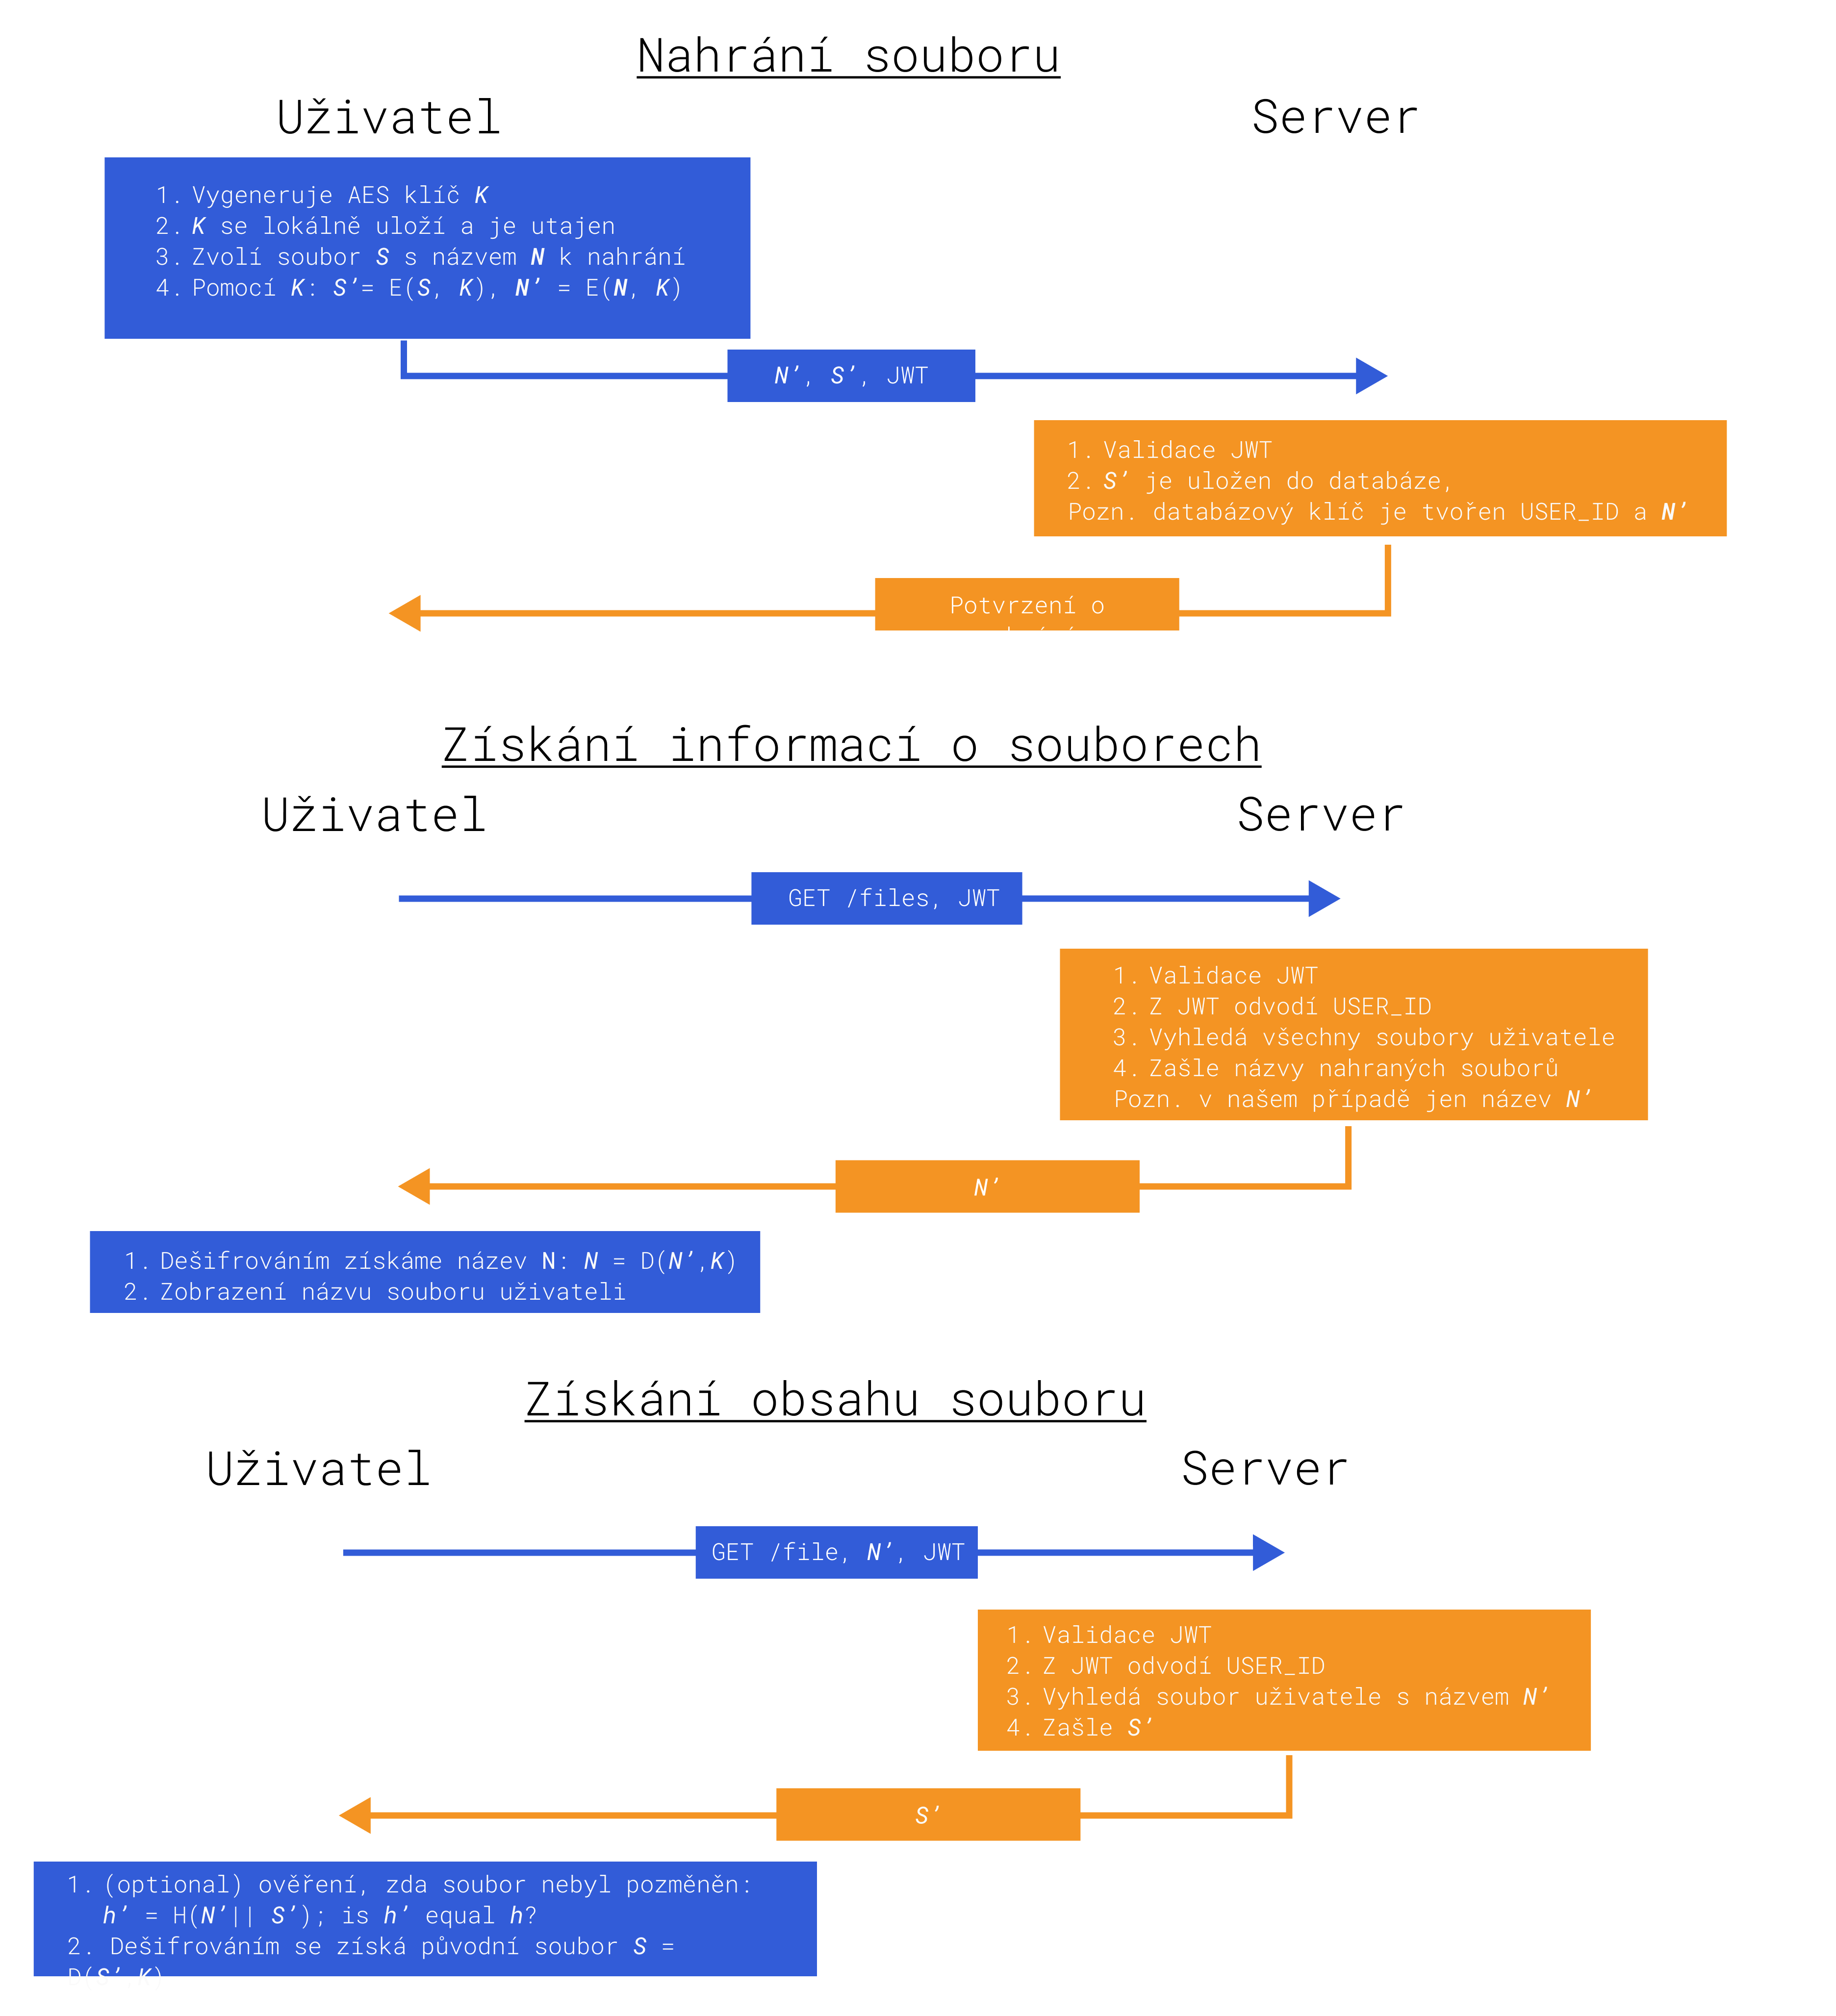 Nahrání souboru
Uživatel
Server
1. Vygeneruje AES klíč K
2. K se lokálně uloží a je utajen
3. Zvolí soubor S s názvem N k nahrání
4. Pomocí K: S’= E(S, K), N’ = E(N, K)
N’, S’, JWT
1. Validace JWT
2. S’ je uložen do databáze,
Pozn. databázový klíč je tvořen USER_ID a N’
Potvrzení o
Získání informací o souborech
Uživatel
Server
GET /files, JWT
1. Validace JWT
2. Z JWT odvodí USER_ID
3. Vyhledá všechny soubory uživatele
4. Zašle názvy nahraných souborů
Pozn. v našem případě jen název N’
N’
1. Dešifrováním získáme název N: N = D(N’,K)
2. Zobrazení názvu souboru uživateli
Získání obsahu souboru
Uživatel
Server
GET /file, N’, JWT
1. Validace JWT
2. Z JWT odvodí USER_ID
3. Vyhledá soubor uživatele s názvem N’
4. Zašle S’
S’
1. (optional) ověření, zda soubor nebyl pozměněn:
h’ = H(N’|| S’); is h’ equal h?
2. Dešifrováním se získá původní soubor S =
D(S’,K)